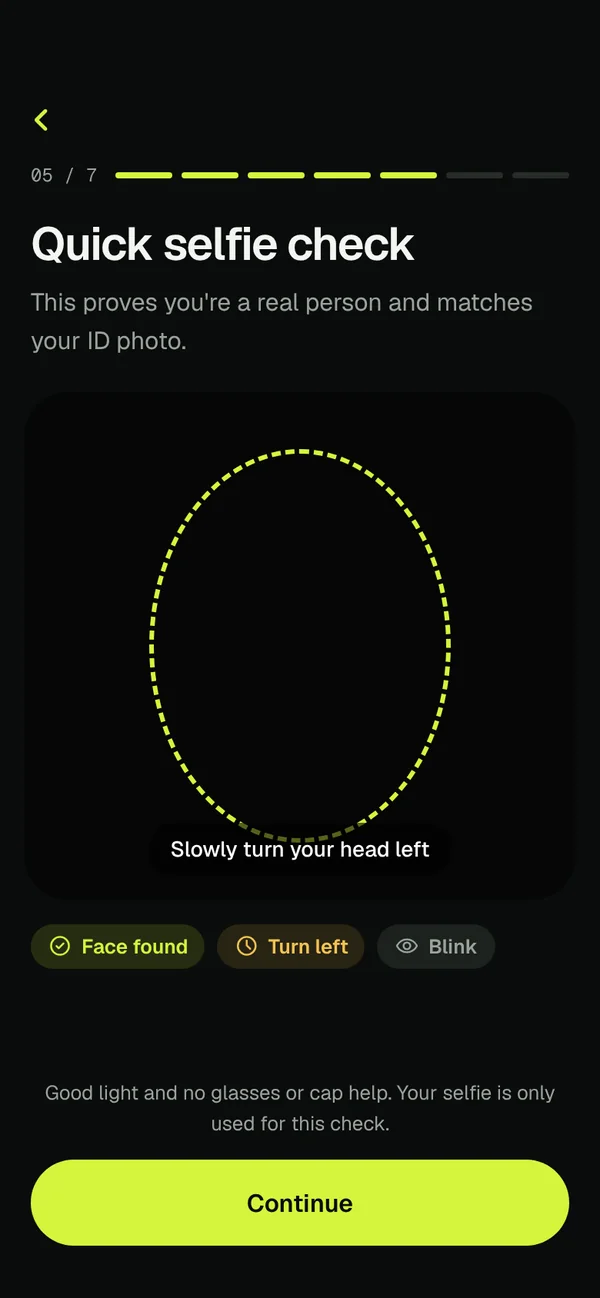 05 / 7
Quick selfie check
This proves you're a real person and matches
your ID photo.
Slowly turn your head left
Face found
Turn left
Blink
Good light and no glasses or cap help. Your selfie is only
used for this check.
Continue